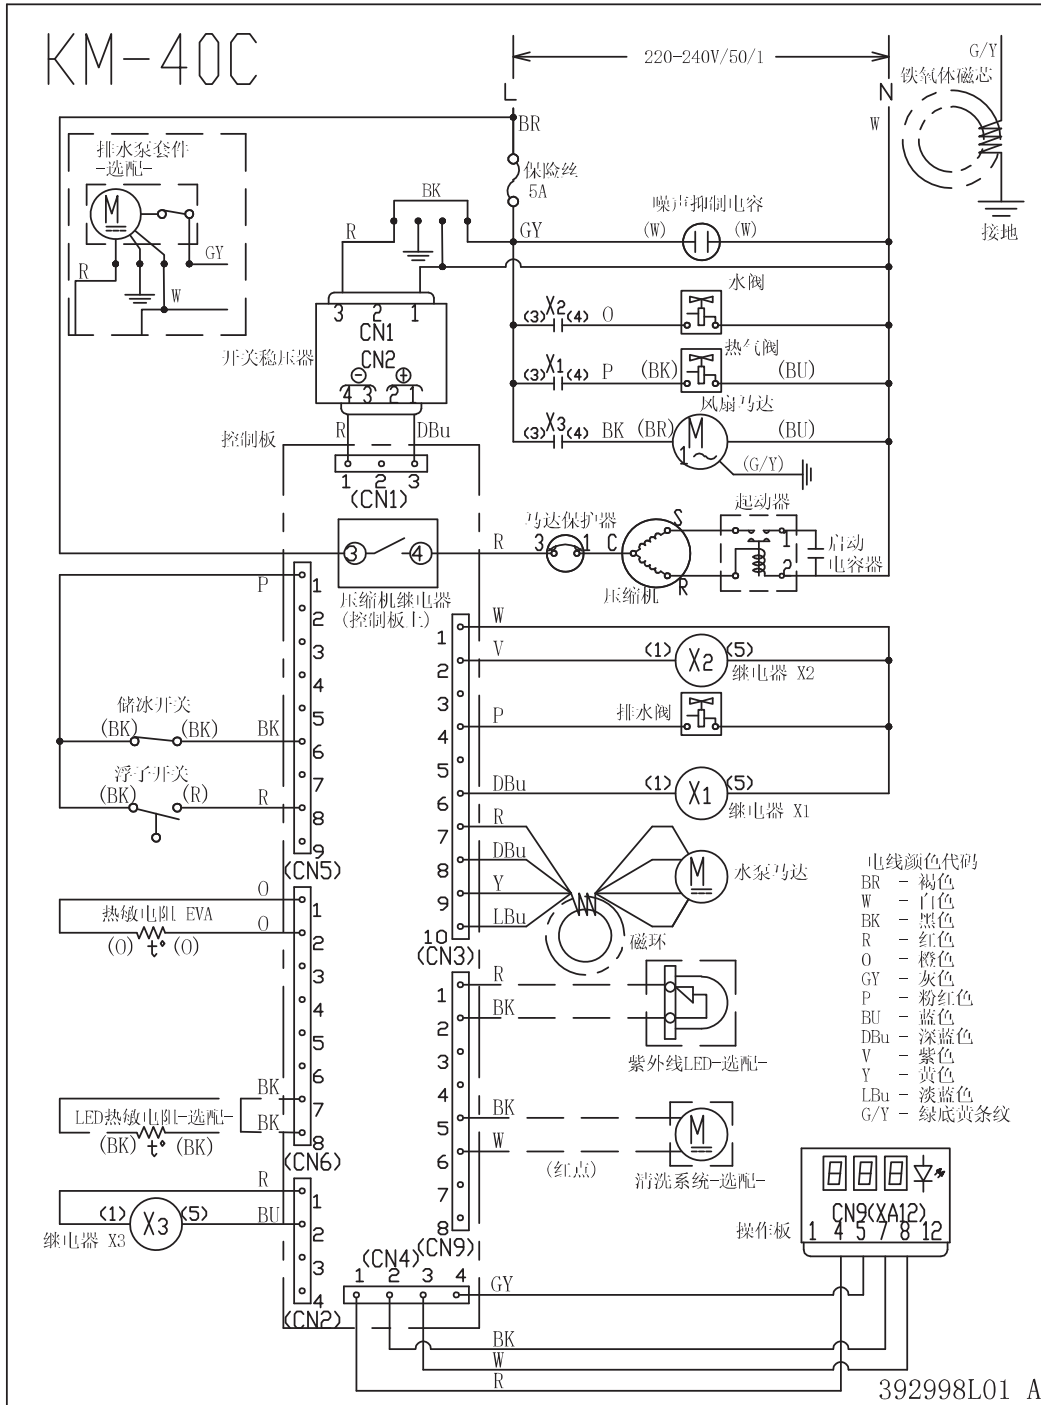 KM-40C
220-240V/50/1
G/Y
铁氧体磁芯
L
N
BR
W
排水泵套件
-选配-
M
保险丝
5A
BK
R
GY
噪声抑制电容
(W)
(W)
接地
GY
R
W
水阀
3 2 1
CN1
X2
(3) (4)
O
开关稳压器
CN2
热气阀
X1
(3) (4)
P
(BK)
(BU)
4 3 2 1
风扇马达
X3
(3) (4)
BK
(BR)
M
1
(BU)
(G/Y)
控制板
R
DBu
1 2 3
(CN1)
起动器
马达保护器
S
3
4
R
3
1
C
1
2
启动
电容器
R
压缩机
压缩机继电器
(控制板上)
P
1
2
3
4
5
6
7
8
9
(CN5)
储冰开关
(BK)
(BK)
BK
浮子开关
(BK)
(R)
R
W
V
P
DBu
R
DBu
Y
LBu
1
2
3
4
5
6
7
8
9
10
(CN3)
(1)
X2
(5)
继电器 X2
排水阀
(1)
X1
(5)
继电器 X1
M
水泵马达
磁环
电线颜色代码
BR - 褐色
W - 白色
BK - 黑色
R - 红色
O - 橙色
GY - 灰色
P - 粉红色
BU - 蓝色
DBu - 深蓝色
V - 紫色
Y - 黄色
LBu - 淡蓝色
G/Y - 绿底黄条纹
O
热敏电阻 EVA
O
(O)
t°
(O)
1
2
3
4
5
6
7
8
(CN6)
BK
LED热敏电阻-选配-
BK
(BK)
t°
(BK)
R
BK
1
2
3
4
5
6
7
8
(CN9)
紫外线LED-选配-
BK
W
(红点)
M
清洗系统-选配-
R
(1)
X3
(5)
BU
继电器 X3
1
2
3
4
(CN2)
888
CN9(XA12)
操作板
1 4 5 7 8 12
(CN4)
1 2 3 4
GY
BK
W
R
392998L01 A